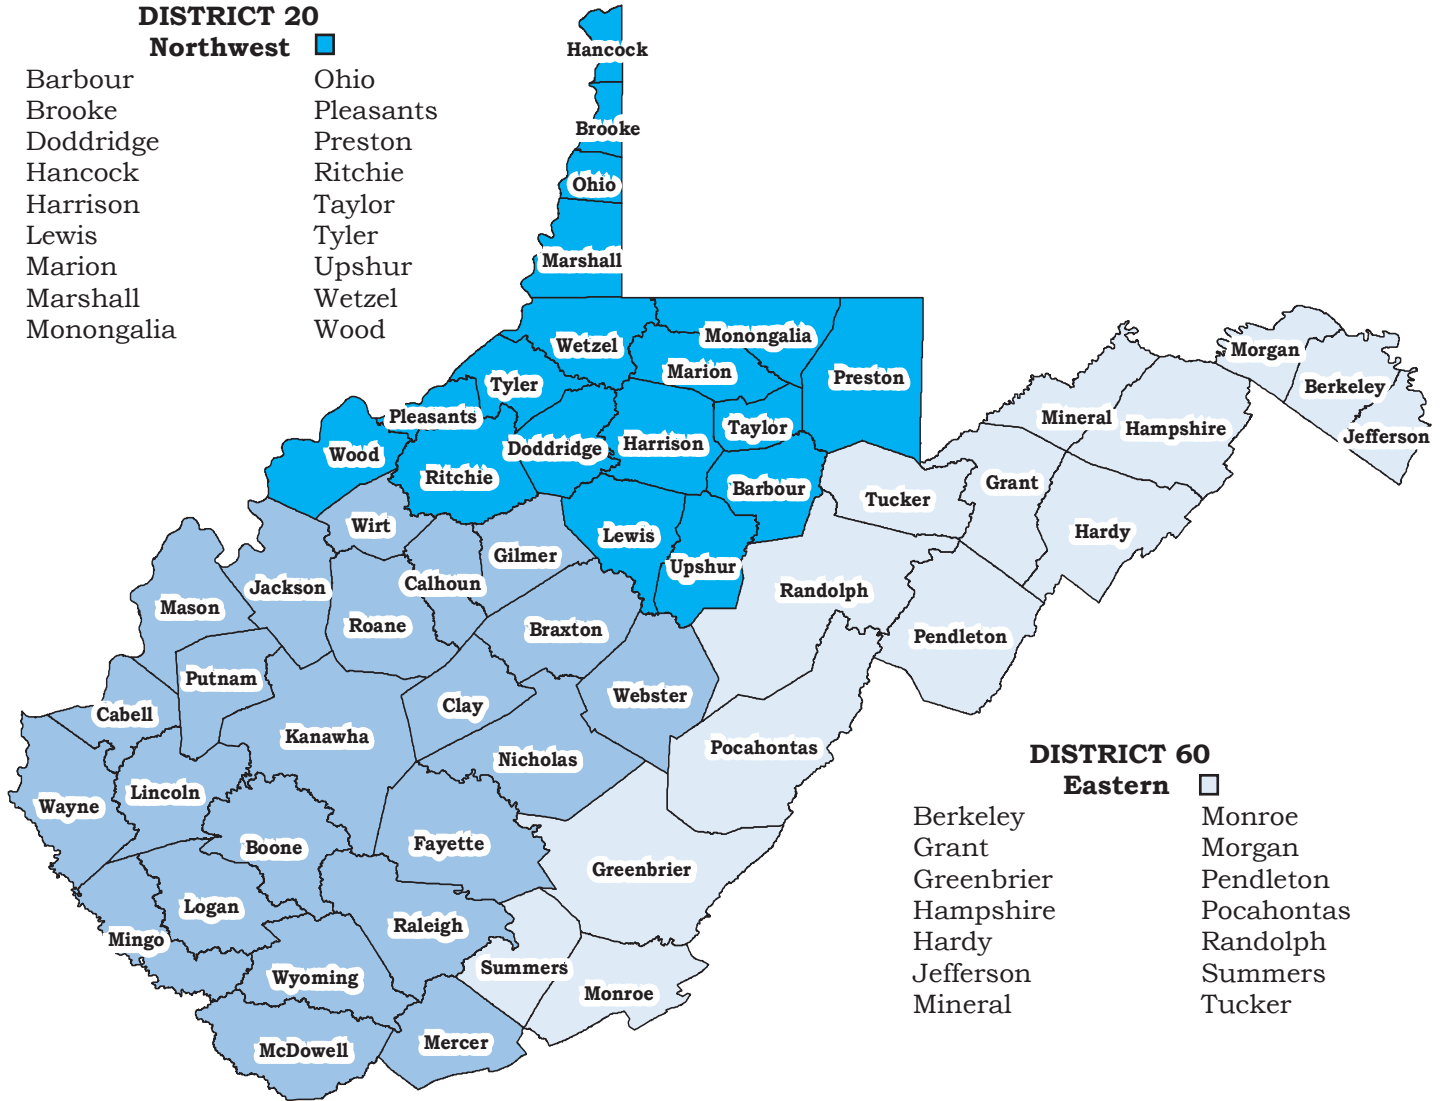 DISTRICT 20
Northwest
Barbour
Brooke
Doddridge
Hancock
Harrison
Lewis
Marion
Marshall
Monongalia
Ohio
Pleasants
Preston
Ritchie
Taylor
Tyler
Upshur
Wetzel
Wood
Hancock
Brooke
Ohio
Marshall
Wetzel
Monongalia
Marion
Preston
Tyler
Pleasants
Wood
Ritchie
Doddridge
Harrison
Taylor
Barbour
Lewis
Upshur
Morgan
Berkeley
Jefferson
Mineral
Hampshire
Grant
Hardy
Tucker
Randolph
Pendleton
Wirt
Gilmer
Calhoun
Jackson
Mason
Roane
Braxton
Putnam
Cabell
Clay
Webster
Kanawha
Nicholas
Pocahontas
Wayne
Lincoln
Boone
Fayette
Greenbrier
Logan
Mingo
Raleigh
Wyoming
Summers
Monroe
McDowell
Mercer
DISTRICT 60
Eastern
Berkeley
Grant
Greenbrier
Hampshire
Hardy
Jefferson
Mineral
Monroe
Morgan
Pendleton
Pocahontas
Randolph
Summers
Tucker